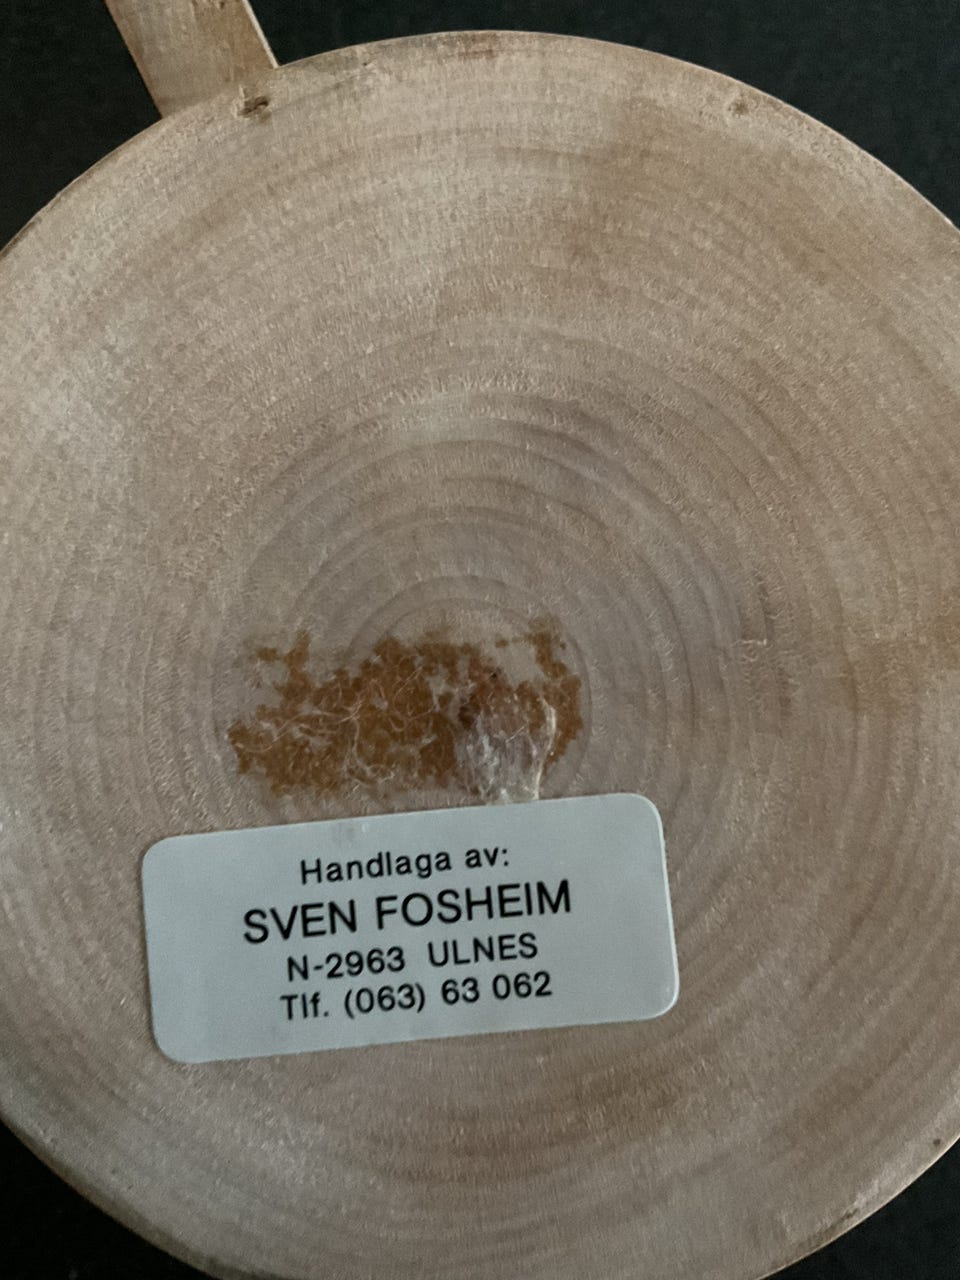 Handlaga av:
SVEN FOSHEIM
N-2963 ULNES
Tlf. (063) 63 062